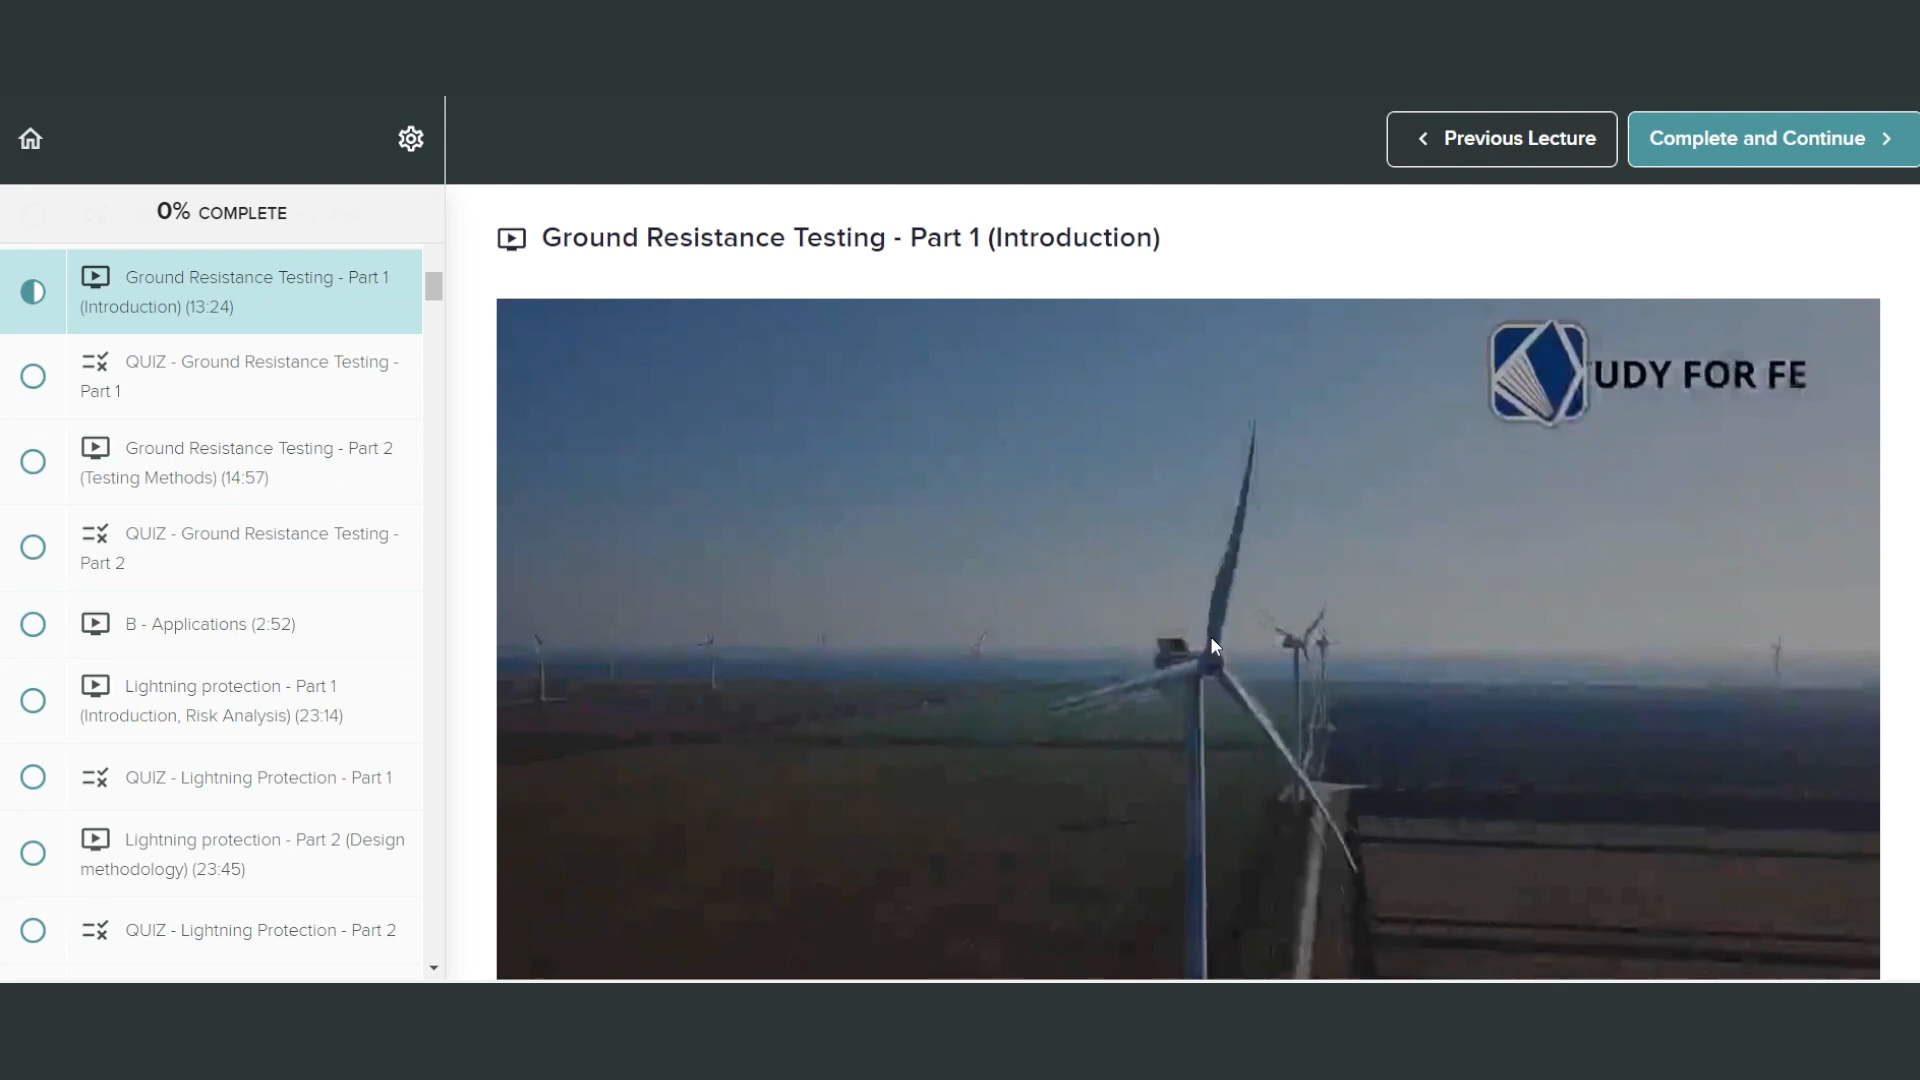 Previous Lecture
Complete and Continue
0% COMPLETE
Ground Resistance Testing - Part 1
(Introduction) (13:24)
QUIZ - Ground Resistance Testing -
Part 1
Ground Resistance Testing - Part 2
(Testing Methods) (14:57)
QUIZ - Ground Resistance Testing -
Part 2
B - Applications (2:52)
Lightning protection - Part 1
(Introduction, Risk Analysis) (23:14)
QUIZ - Lightning Protection - Part 1
Lightning protection - Part 2 (Design
methodology) (23:45)
QUIZ - Lightning Protection - Part 2
Ground Resistance Testing - Part 1 (Introduction)
UDY FOR FE